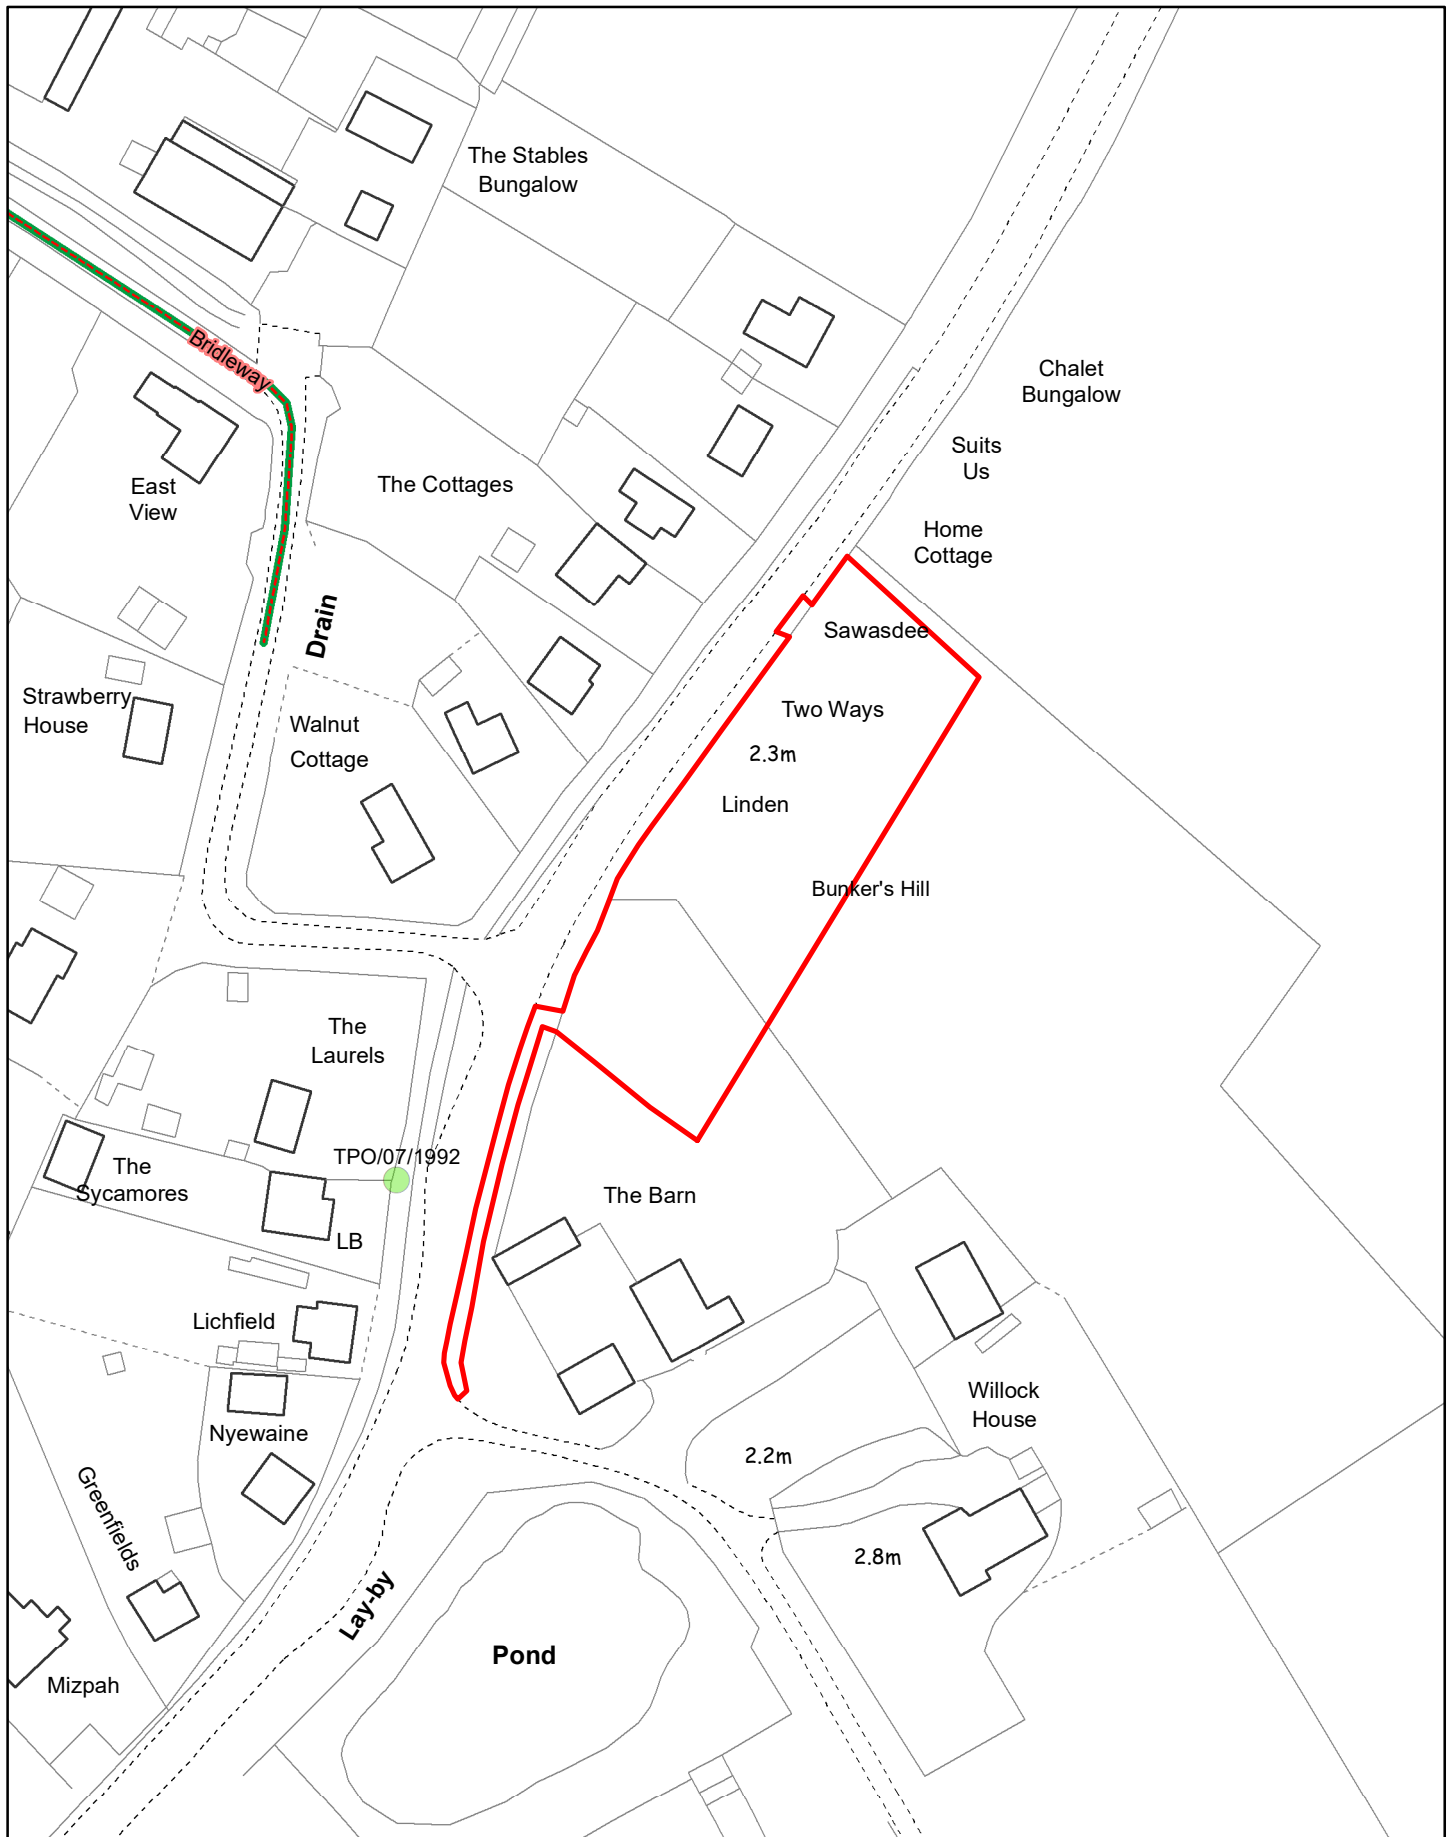 The Stables
Bungalow
Bridleway
Chalet
Bungalow
Suits
Us
East
View
The Cottages
Home
Cottage
Drain
Sawasdee
Strawberry
House
Walnut
Cottage
Two Ways
2.3m
Linden
Bunker's Hill
The
Laurels
TPO/07/1992
The
Sycamores
The Barn
LB
Lichfield
Willock
House
Nyewaine
2.2m
Greenfields
2.8m
Lay-by
Pond
Mizpah